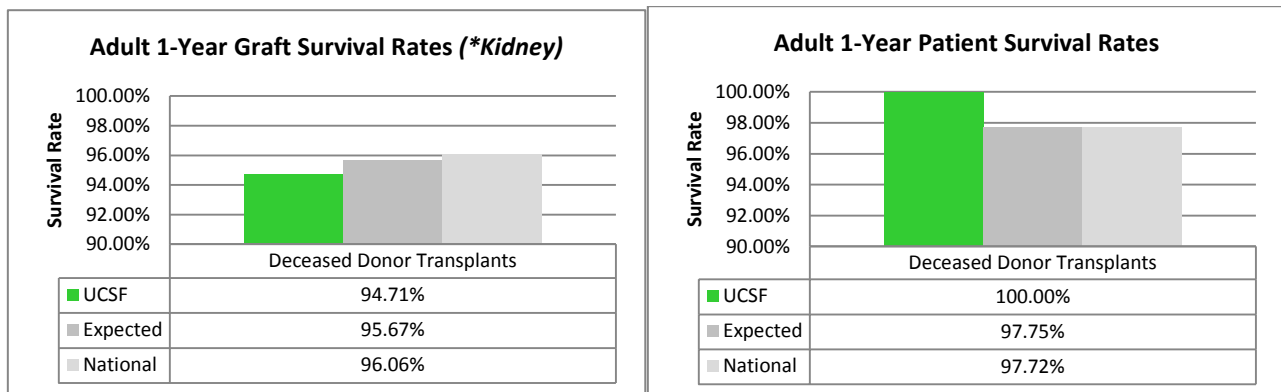 Adult 1-Year Graft Survival Rates (*Kidney)
Survival Rate
100.00%
98.00%
96.00%
94.00%
92.00%
90.00%
Deceased Donor Transplants
UCSF 94.71%
Expected 95.67%
National 96.06%
Adult 1-Year Patient Survival Rates
Survival Rate
100.00%
98.00%
96.00%
94.00%
92.00%
90.00%
Deceased Donor Transplants
UCSF 100.00%
Expected 97.75%
National 97.72%